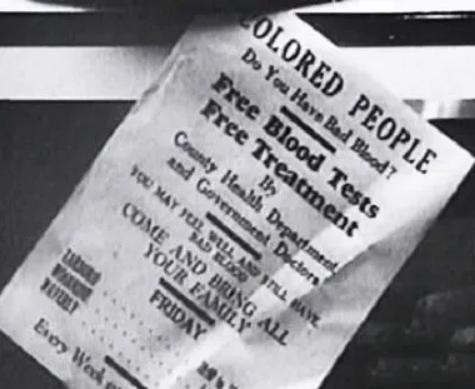 COLORED PEOPLE
Do You Have Bad Blood?
Free Blood Tests
Free Treatment
By
County Health Department
and Government Doctors
YOU MAY FEEL WELL AND STILL HAVE
BAD BLOOD
COME AND BRING ALL
YOUR FAMILY
FRIDAY
Every Week